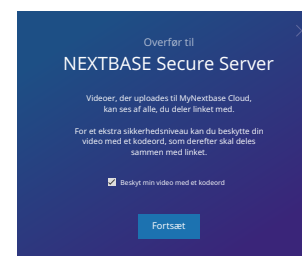 Overfør til
NEXTBASE Secure Server
Videoer, der uploades til MyNextbase Cloud,
kan ses af alle, du deler linket med.
For et ekstra sikkerhedsniveau kan du beskytte din
video med et kodeord, som derefter skal deles
sammen med linket.
Beskyt min video med et kodeord
Fortsæt